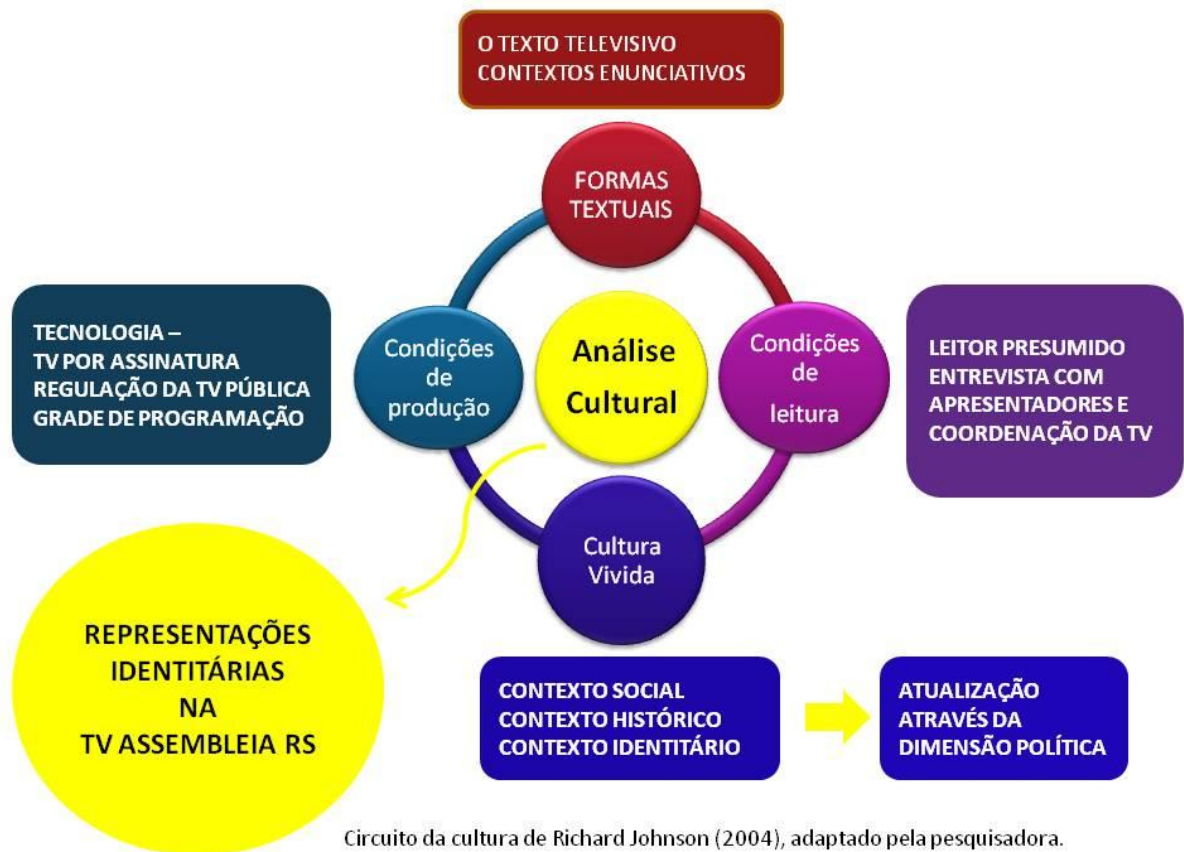 O TEXTO TELEVISIVO
CONTEXTOS ENUNCIATIVOS
FORMAS
TEXTUAIS
TECNOLOGIA –
TV POR ASSINATURA
REGULAÇÃO DA TV PÚBLICA
GRADE DE PROGRAMAÇÃO
Condições
de
produção
Análise
Cultural
Condições
de
leitura
LEITOR PRESUMIDO
ENTREVISTA COM
APRESENTADORES E
COORDENAÇÃO DA TV
Cultura
Vivida
REPRESENTAÇÕES
IDENTITÁRIAS
NA
TV ASSEMBLEIA RS
CONTEXTO SOCIAL
CONTEXTO HISTÓRICO
CONTEXTO IDENTITÁRIO
ATUALIZAÇÃO
ATRAVÉS DA
DIMENSÃO POLÍTICA
Circuito da cultura de Richard Johnson (2004), adaptado pela pesquisadora.